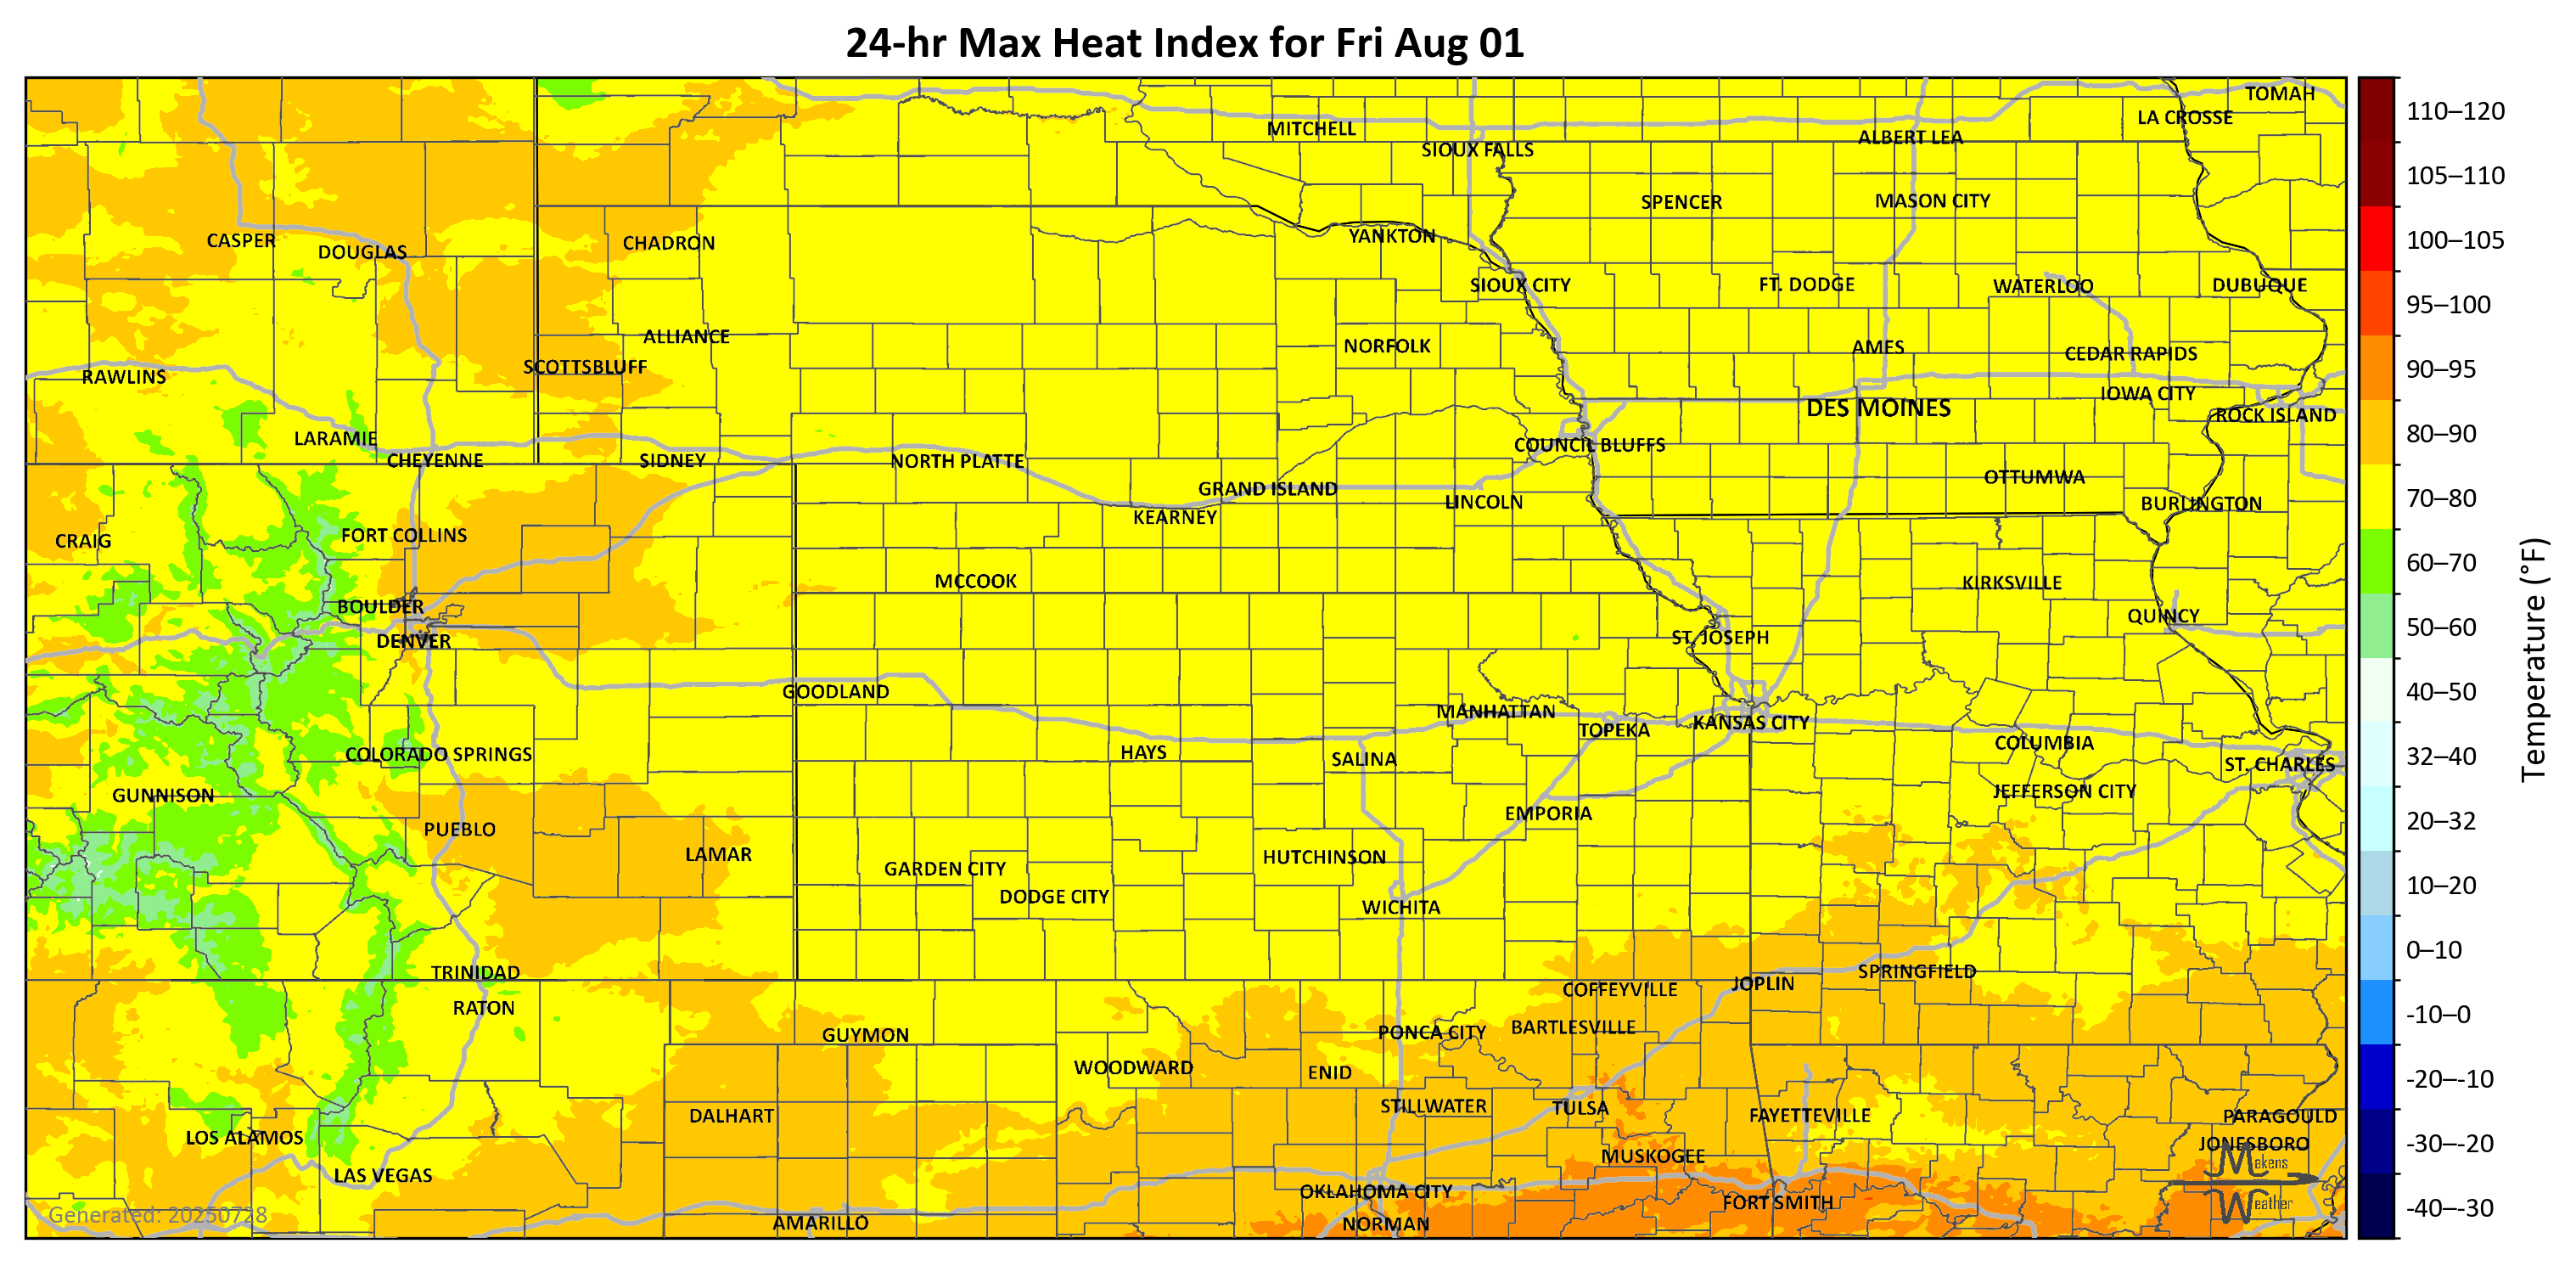 24-hr Max Heat Index for Fri Aug 01
TOMAH
LA CROSSE
MITCHELL
ALBERT LEA
SIOUX FALLS
SPENCER
MASON CITY
CASPER
DOUGLAS
CHADRON
YANKTON
SIOUX CITY
FT. DODGE
WATERLOO
DUBUQUE
ALLIANCE
NORFOLK
AMES
CEDAR RAPIDS
SCOTTSBLUFF
RAWLINS
IOWA CITY
DES MOINES
ROCK ISLAND
LARAMIE
COUNCIL BLUFFS
CHEYENNE
SIDNEY
NORTH PLATTE
OTTUMWA
GRAND ISLAND
LINCOLN
BURLINGTON
KEARNEY
FORT COLLINS
CRAIG
MCCOOK
KIRKSVILLE
BOULDER
QUINCY
DENVER
ST. JOSEPH
GOODLAND
MANHATTAN
KANSAS CITY
TOPEKA
COLUMBIA
COLORADO SPRINGS
HAYS
SALINA
ST. CHARLES
GUNNISON
JEFFERSON CITY
EMPORIA
PUEBLO
LAMAR
HUTCHINSON
GARDEN CITY
DODGE CITY
WICHITA
TRINIDAD
SPRINGFIELD
JOPLIN
COFFEYVILLE
RATON
BARTLESVILLE
GUYMON
PONCA CITY
WOODWARD
ENID
STILLWATER
TULSA
DALHART
FAYETTEVILLE
PARAGOULD
LOS ALAMOS
JONESBORO
MUSKOGEE
Makens
LAS VEGAS
OKLAHOMA CITY
FORT SMITH
Weather
Generated: 20250728
AMARILLO
NORMAN
110–120
105–110
100–105
95–100
90–95
80–90
70–80
60–70
50–60
40–50
32–40
20–32
10–20
0–10
-10–0
-20–-10
-30–-20
-40–-30
Temperature (°F)